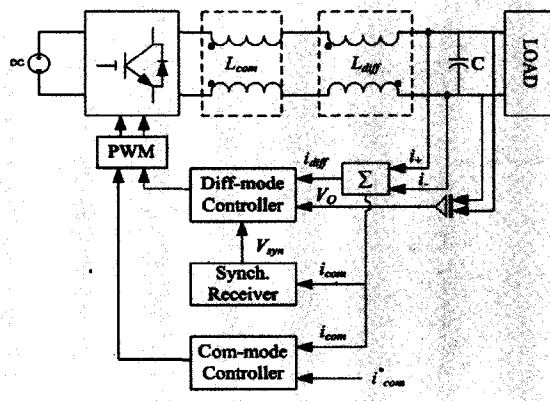 DC
L_com
L_diff
C
LOAD
PWM
i_diff
Σ
i_+
i_-
Diff-mode
Controller
V_O
V_syn
Synch.
Receiver
i_com
i_com
Com-mode
Controller
i*_com